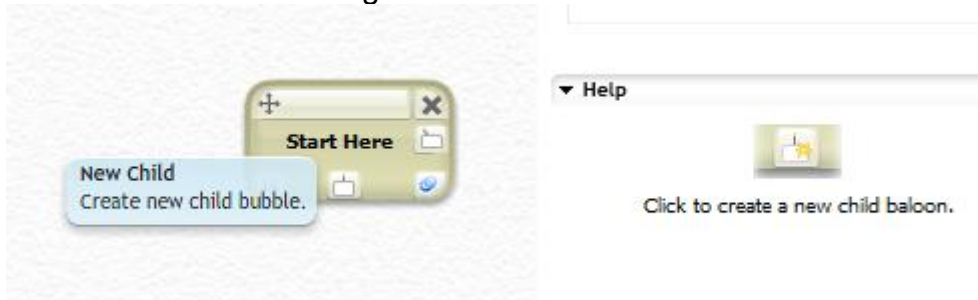 Help
Start Here
New Child
Create new child bubble.
Click to create a new child baloon.